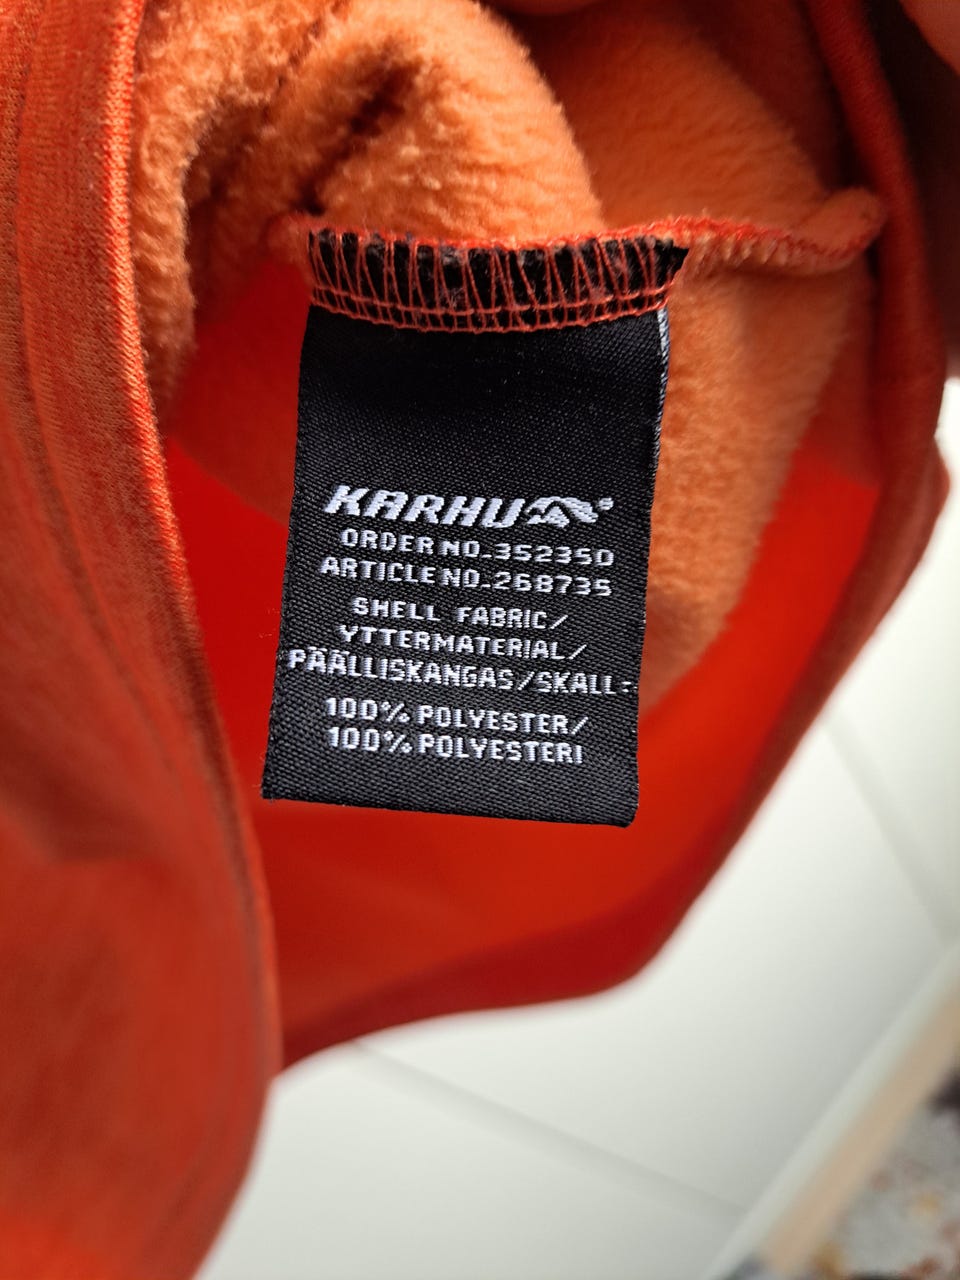 KARHU®
ORDER NO. 352350
ARTICLE NO. 268735
SHELL FABRIC/
YTTERMATERIAL/
PÄÄLLISKANGAS/SKALL=
100% POLYESTER/
100% POLYESTERI